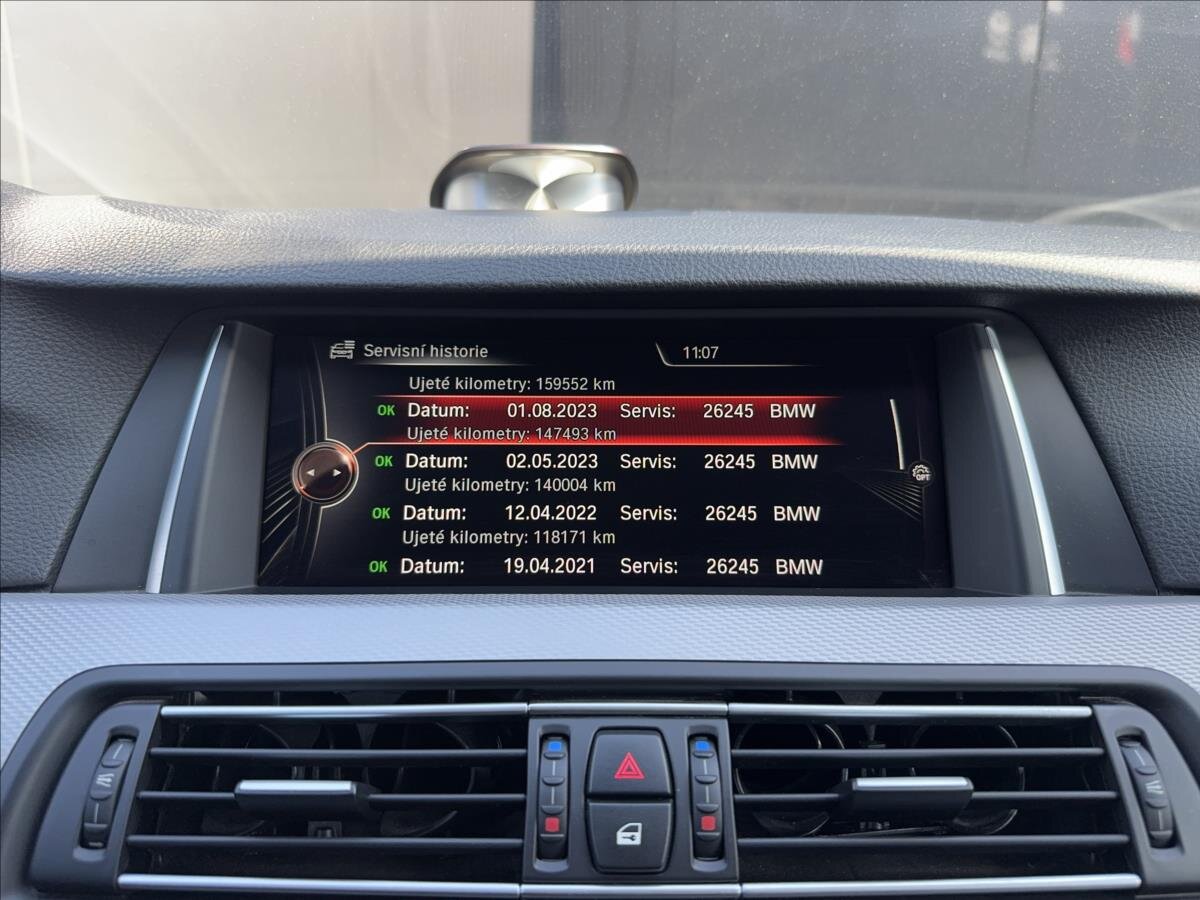 Servisní historie 11:07
Ujeté kilometry: 159552 km
OK Datum: 01.08.2023 Servis: 26245 BMW
Ujeté kilometry: 147493 km
OK Datum: 02.05.2023 Servis: 26245 BMW
Ujeté kilometry: 140004 km
OPT
OK Datum: 12.04.2022 Servis: 26245 BMW
Ujeté kilometry: 118171 km
OK Datum: 19.04.2021 Servis: 26245 BMW